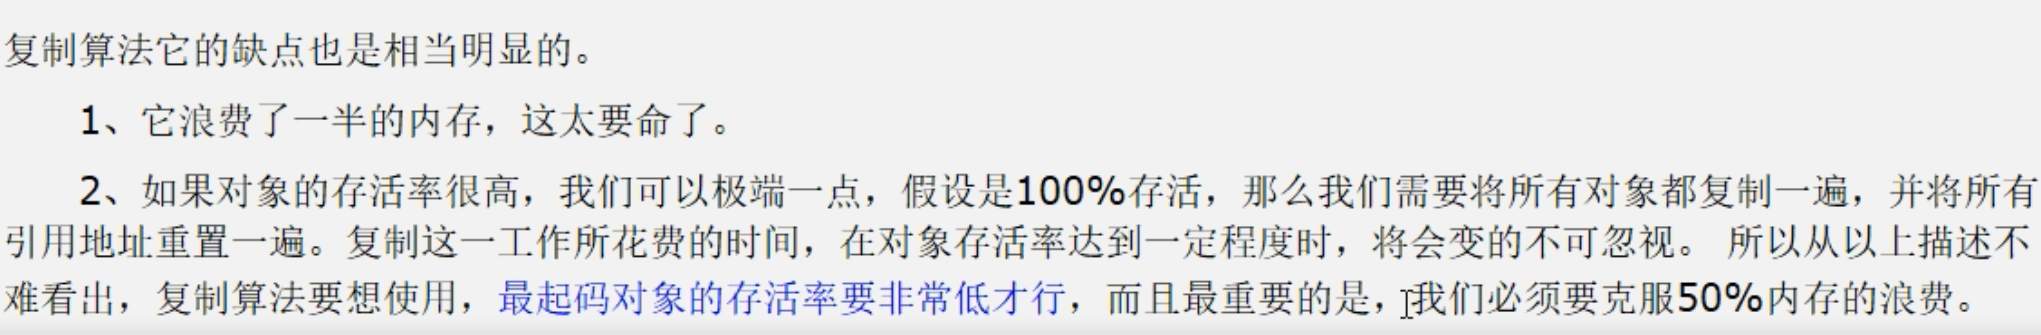 复制算法它的缺点也是相当明显的。
1、它浪费了一半的内存，这太要命了。
2、如果对象的存活率很高，我们可以极端一点，假设是100%存活，那么我们需要将所有对象都复制一遍，并将所有
引用地址重置一遍。复制这一工作所花费的时间，在对象存活率达到一定程度时，将会变的不可忽视。 所以从以上描述不
难看出，复制算法要想使用，最起码对象的存活率要非常低才行，而且最重要的是，我们必须要克服50%内存的浪费。